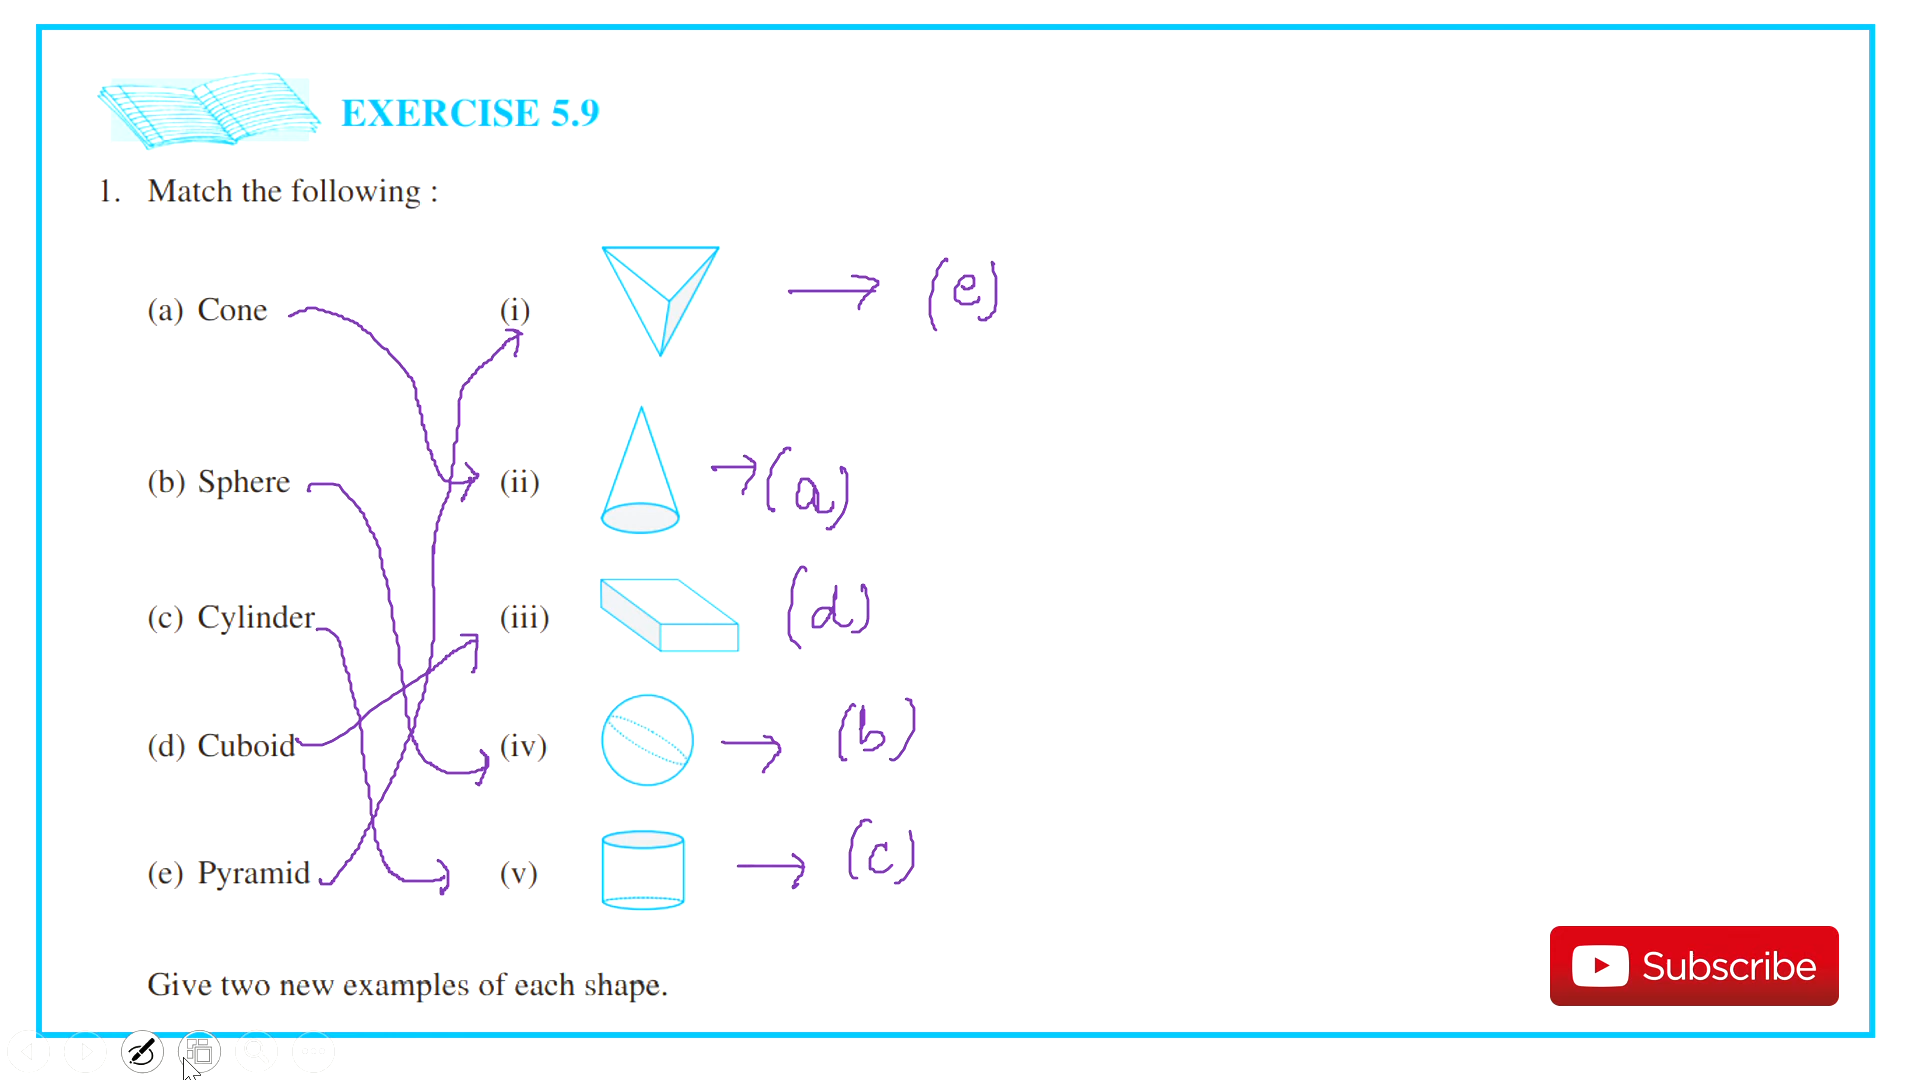 EXERCISE 5.9
1. Match the following :
(a) Cone (i) (e)
(b) Sphere (ii) (a)
(c) Cylinder (iii) (d)
(d) Cuboid (iv) (b)
(e) Pyramid (v) (c)
Give two new examples of each shape.
Subscribe